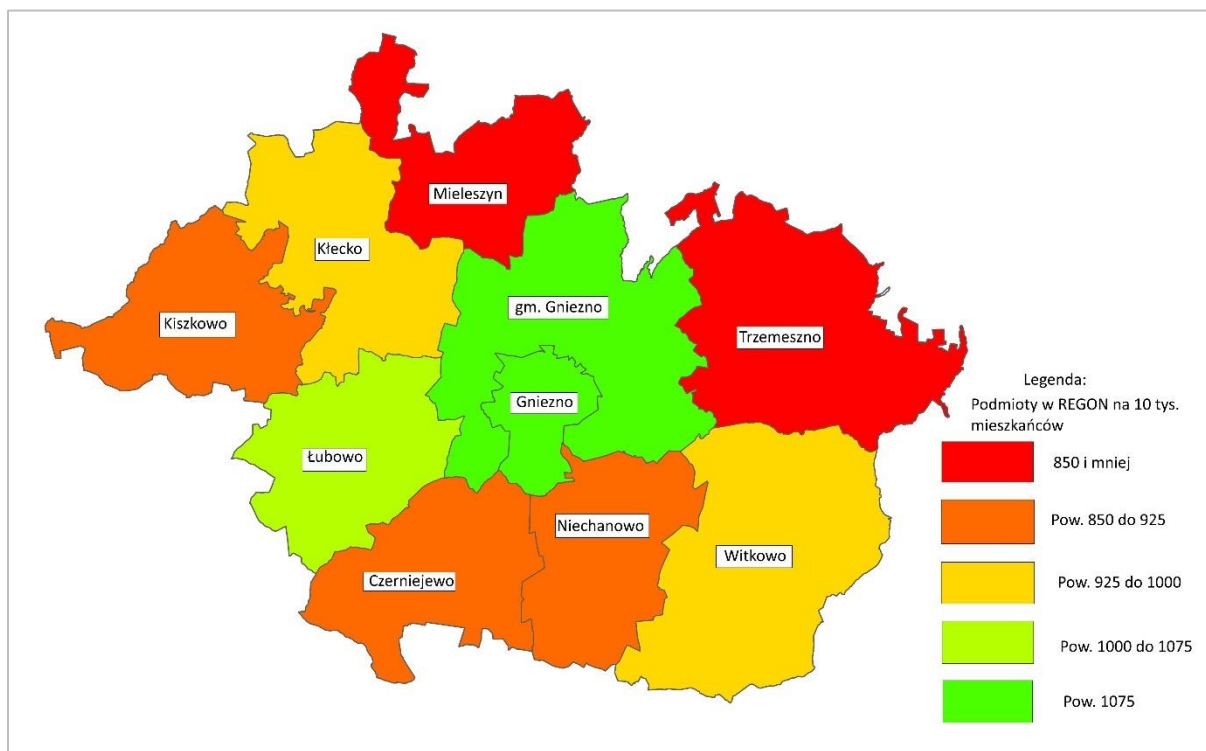 Mieleszyn
Kłecko
gm. Gniezno
Kiszkowo
Trzemeszno
Gniezno
Łubowo
Niechanowo
Witkowo
Czerniejewo
Legenda:
Podmioty w REGON na 10 tys.
mieszkańców
850 i mniej
Pow. 850 do 925
Pow. 925 do 1000
Pow. 1000 do 1075
Pow. 1075